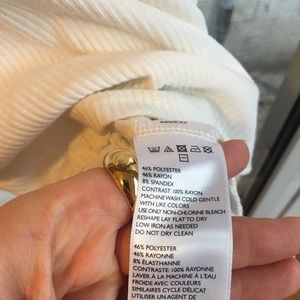 46% POLYESTER
46% RAYON
8% SPANDEX
CONTRAST: 100% RAYON
MACHINE WASH COLD GENTLE
WITH LIKE COLORS
USE ONLY NON-CHLORINE BLEACH
RESHAPE LAY FLAT TO DRY
LOW IRON AS NEEDED
DO NOT DRY CLEAN
46% POLYESTER
46% RAYONNE
8% ÉLASTHANNE
CONTRASTE: 100% RAYONNE
LAVER À LA MACHINE À L'EAU
FROIDE AVEC COULEURS
SIMILAIRES CYCLE DÉLICAT
UTILISER UN AGENT DE